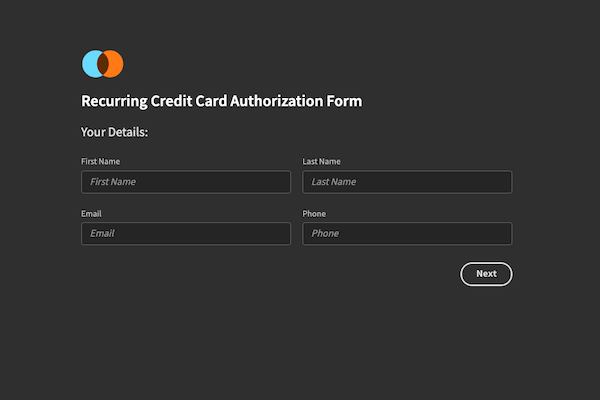 Recurring Credit Card Authorization Form
Your Details:
First Name
Last Name
First Name
Last Name
Email
Phone
Email
Phone
Next